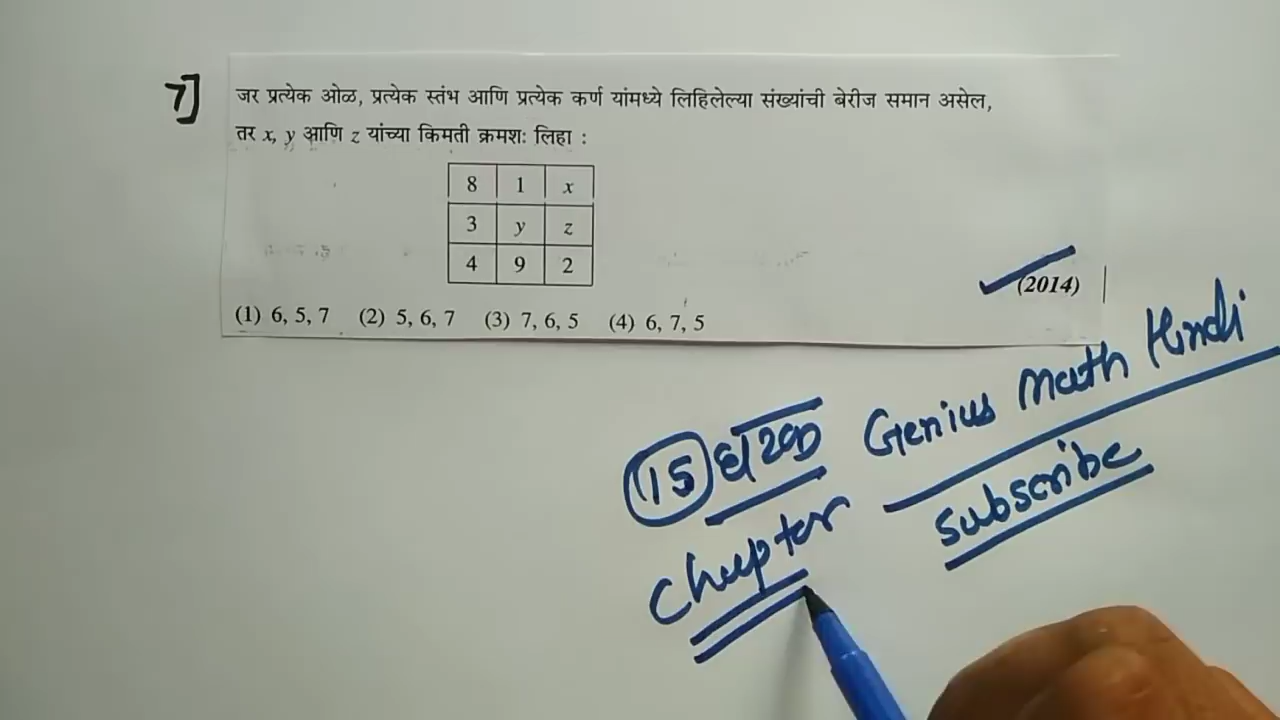 7]
जर प्रत्येक ओळ, प्रत्येक स्तंभ आणि प्रत्येक कर्ण यांमध्ये लिहिलेल्या संख्यांची बेरीज समान असेल,
तर x, y आणि z यांच्या किमती क्रमशः लिहा :
8 1 x
3 y z
4 9 2
(2014)
(1) 6, 5, 7 (2) 5, 6, 7 (3) 7, 6, 5 (4) 6, 7, 5
15 घटक Genius Math Hindi
Chapter Subscribe